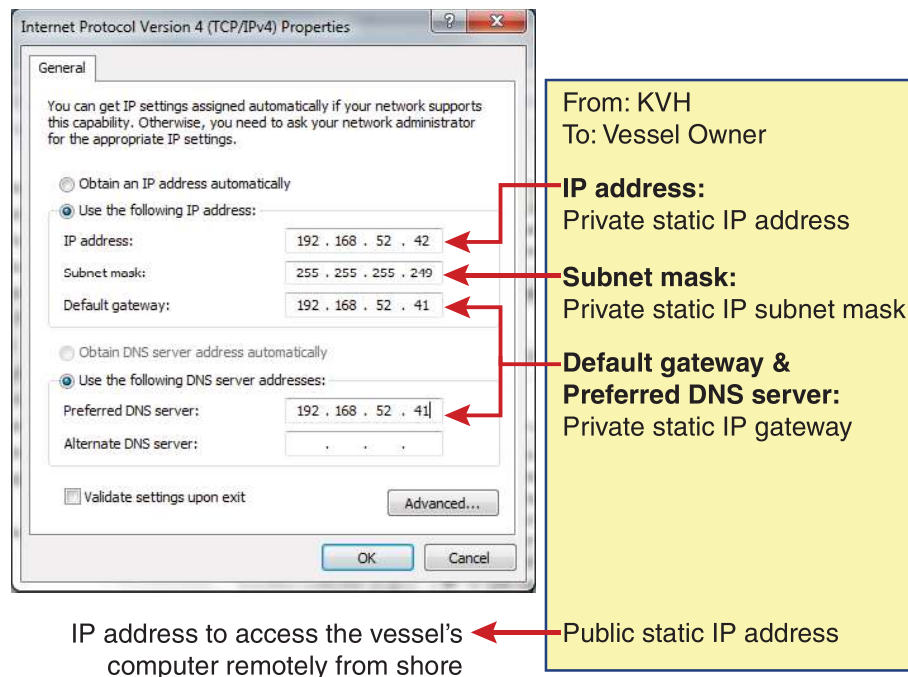 Internet Protocol Version 4 (TCP/IPv4) Properties
General
You can get IP settings assigned automatically if your network supports
this capability. Otherwise, you need to ask your network administrator
for the appropriate IP settings.
Obtain an IP address automatically
Use the following IP address:
IP address: 192 . 168 . 52 . 42
Subnet mask: 255 . 255 . 255 . 249
Default gateway: 192 . 168 . 52 . 41
Obtain DNS server address automatically
Use the following DNS server addresses:
Preferred DNS server: 192 . 168 . 52 . 41
Alternate DNS server: . . .
Validate settings upon exit
Advanced...
OK Cancel
From: KVH
To: Vessel Owner
IP address:
Private static IP address
Subnet mask:
Private static IP subnet mask
Default gateway &
Preferred DNS server:
Private static IP gateway
Public static IP address
IP address to access the vessel's
computer remotely from shore